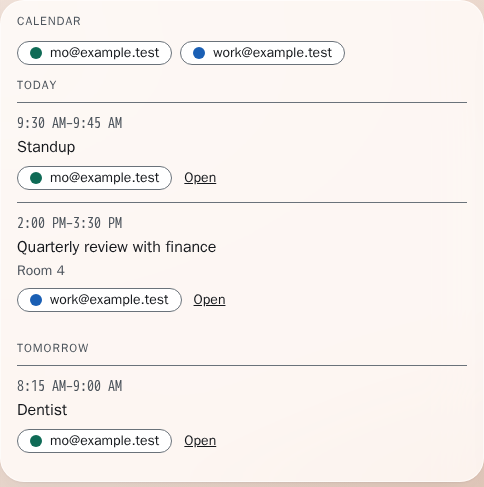 CALENDAR
mo@example.test work@example.test
TODAY
9:30 AM–9:45 AM
Standup
mo@example.test Open
2:00 PM–3:30 PM
Quarterly review with finance
Room 4
work@example.test Open
TOMORROW
8:15 AM–9:00 AM
Dentist
mo@example.test Open